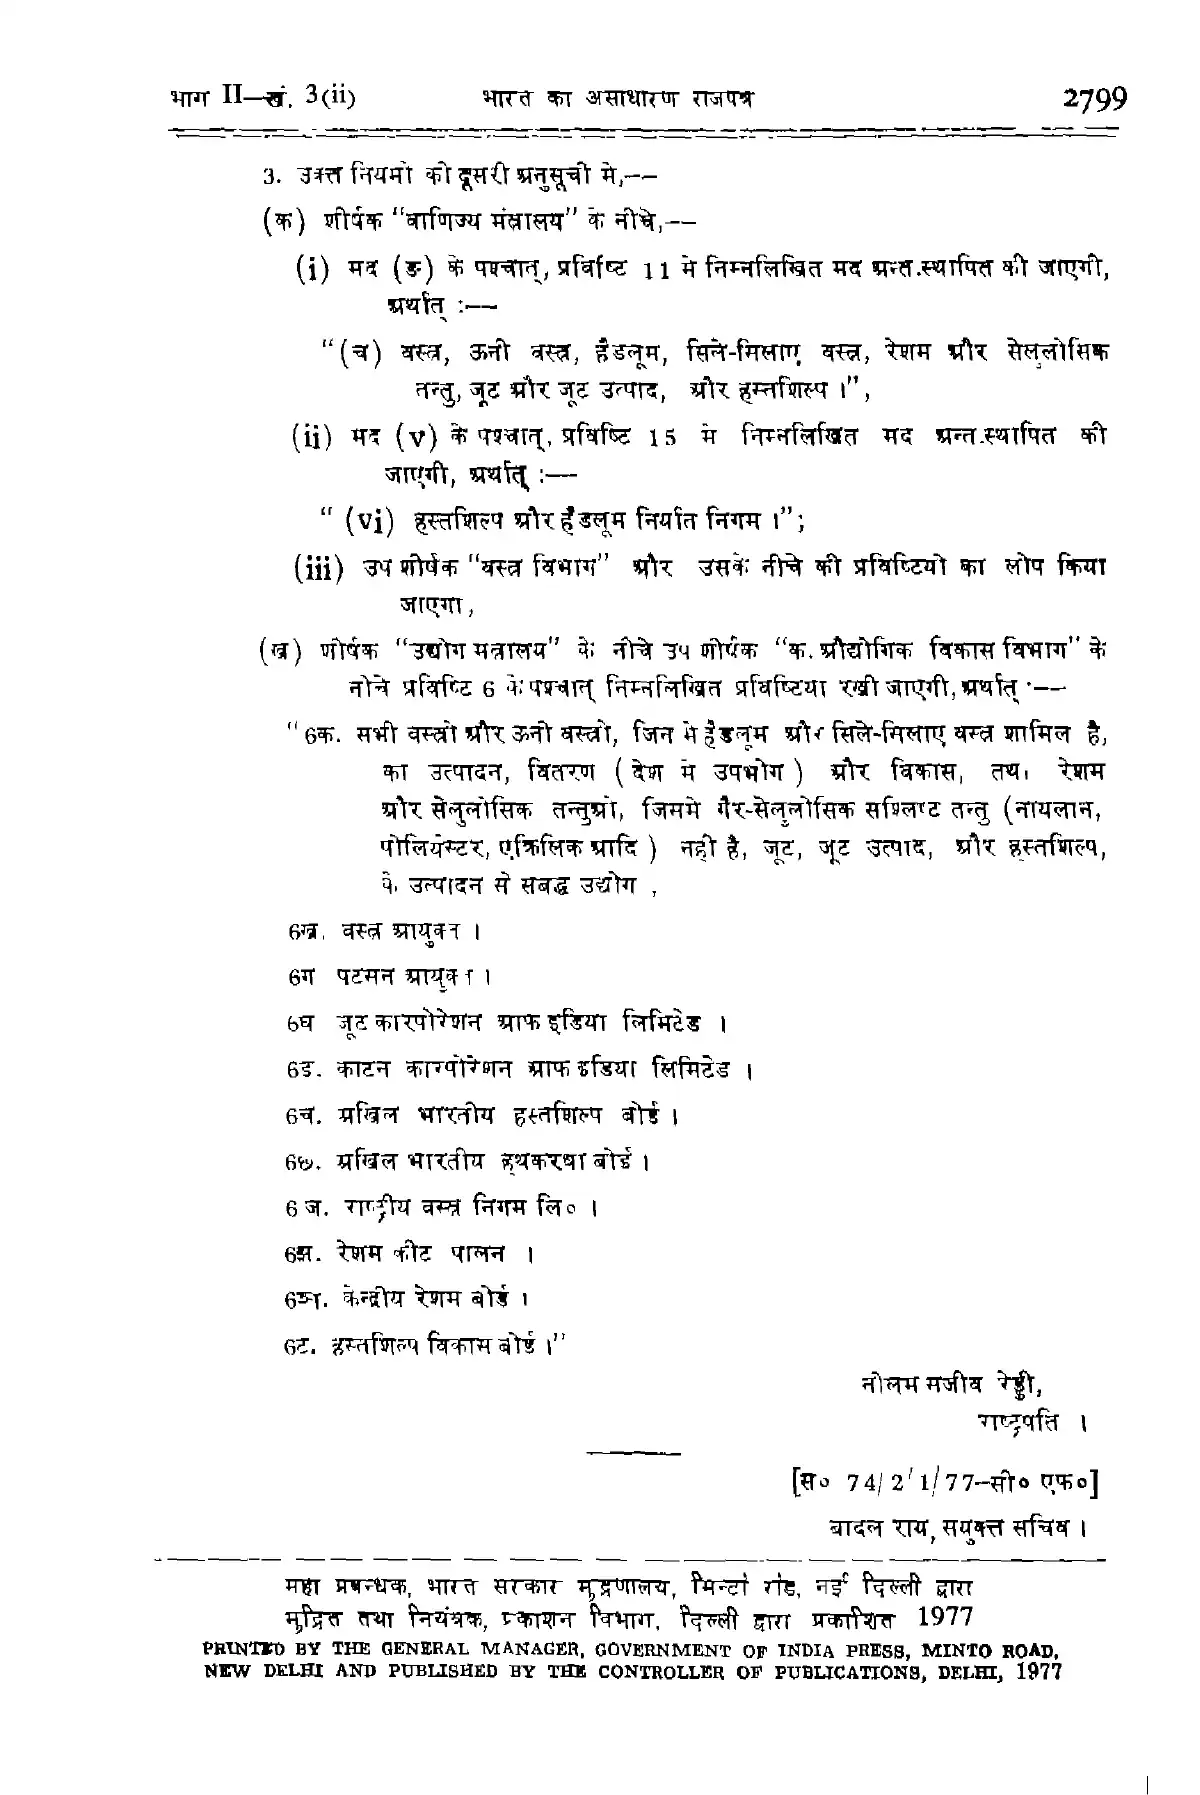 भाग II—खं. 3(ii) भारत का असाधारण राजपत्र 2799
3. उक्त नियमों की दूसरी अनुसूची में,--
(क) शीर्षक "वाणिज्य मंत्रालय" के नीचे,--
(i) मद (ङ) के पश्चात्, प्रविष्टि 11 में निम्नलिखित मद अन्त.स्थापित की जाएगी,
अर्थात् :--
"(च) वस्त्र, ऊनी वस्त्र, हैंडलूम, सिले-सिलाए वस्त्र, रेशम और सेलूलोसिक
तन्तु, जूट और जूट उत्पाद, और हस्तशिल्प ।",
(ii) मद (v) के पश्चात्, प्रविष्टि 15 में निम्नलिखित मद अन्त.स्थापित की
जाएगी, अर्थात् :--
" (vi) हस्तशिल्प और हैंडलूम निर्यात निगम ।";
(iii) उप शीर्षक "वस्त्र विभाग" और उसके नीचे की प्रविष्टियों का लोप किया
जाएगा,
(ख) शीर्षक "उद्योग मंत्रालय" के नीचे उप शीर्षक "क. औद्योगिक विकास विभाग" के
नीचे प्रविष्टि 6 के पश्चात् निम्नलिखित प्रविष्टिया रखी जाएगी, अर्थात् :--
"6क. सभी वस्त्रों और ऊनी वस्त्रों, जिन में हैंडलूम और सिले-सिलाए वस्त्र शामिल है,
का उत्पादन, वितरण (देश में उपभोग) और विकास, तथा रेशम
और सेलुलोसिक तन्तुओं, जिसमें गैर-सेलूलोसिक सश्लिष्ट तन्तु (नायलान,
पोलियेस्टर, एक्रिलिक आदि) नही है, जूट, जूट उत्पाद, और हस्तशिल्प,
के उत्पादन से सबद्ध उद्योग ,
6ख. वस्त्र आयुक्त ।
6ग पटसन आयुक्त ।
6घ जूट कारपोरेशन आफ इंडिया लिमिटेड ।
6ङ. काटन कारपोरेशन आफ इंडिया लिमिटेड ।
6च. अखिल भारतीय हस्तशिल्प बोर्ड ।
6छ. अखिल भारतीय हथकरघा बोर्ड ।
6ज. राष्ट्रीय वस्त्र निगम लि० ।
6झ. रेशम कीट पालन ।
6ञ. केन्द्रीय रेशम बोर्ड ।
6ट. हस्तशिल्प विकास बोर्ड ।"
नीलम सजीव रेड्डी,
राष्ट्रपति ।
[स० 74/2/1/77-सी० एफ०]
बादल राय, सयुक्त सचिव ।
महा प्रबन्धक, भारत सरकार मुद्रणालय, मिन्टो रोड, नई दिल्ली द्वारा
मुद्रित तथा नियंत्रक, प्रकाशन विभाग, दिल्ली द्वारा प्रकाशित 1977
PRINTED BY THE GENERAL MANAGER, GOVERNMENT OF INDIA PRESS, MINTO ROAD,
NEW DELHI AND PUBLISHED BY THE CONTROLLER OF PUBLICATIONS, DELHI, 1977